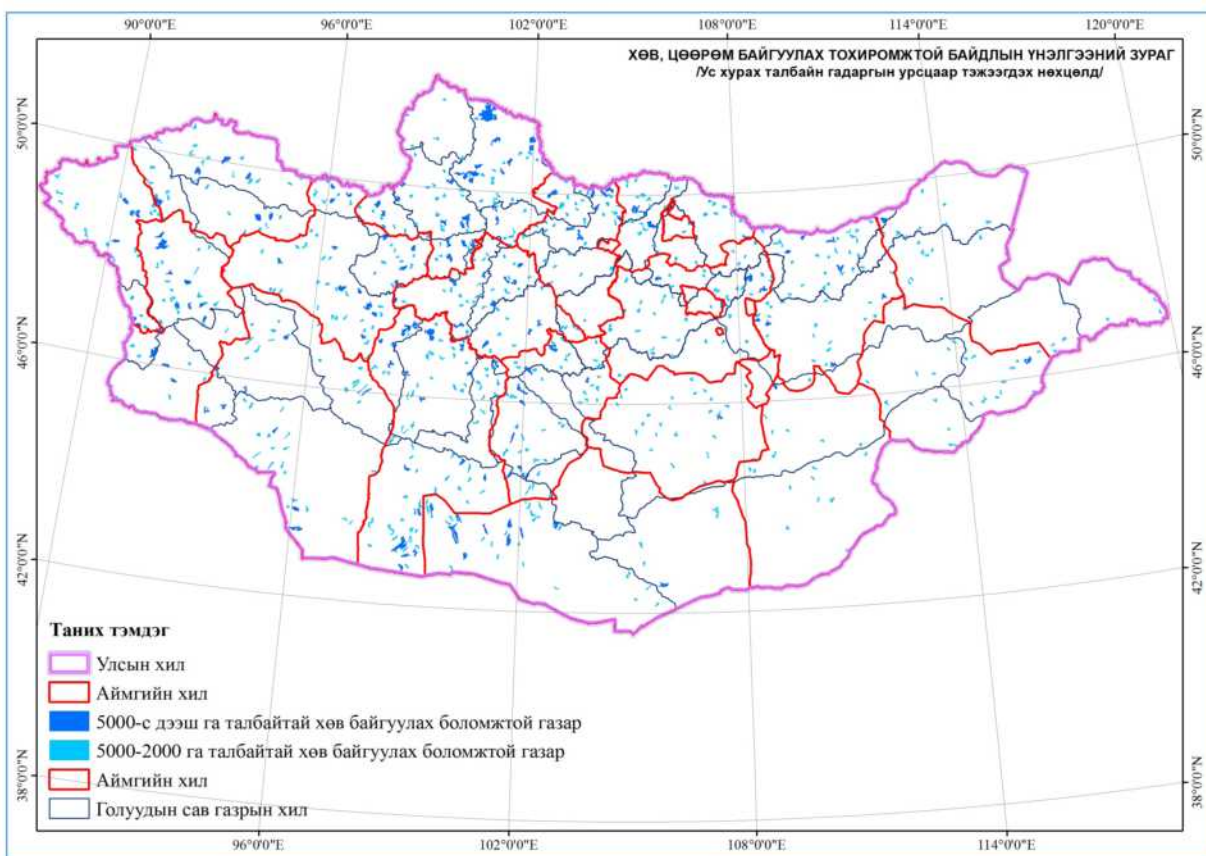 90°0'0"E 96°0'0"E 102°0'0"E 108°0'0"E 114°0'0"E 120°0'0"E
ХӨВ, ЦӨӨРӨМ БАЙГУУЛАХ ТОХИРОМЖТОЙ БАЙДЛЫН ҮНЭЛГЭЭНИЙ ЗУРАГ
/Ус хурах талбайн гадаргын урсцаар тэжээгдэх нөхцөлд/
50°0'0"N
50°0'0"N
46°0'0"N
46°0'0"N
42°0'0"N
42°0'0"N
38°0'0"N
38°0'0"N
Таних тэмдэг
Улсын хил
Аймгийн хил
5000-с дээш га талбайтай хөв байгуулах боломжтой газар
5000-2000 га талбайтай хөв байгуулах боломжтой газар
Аймгийн хил
Голуудын сав газрын хил
96°0'0"E 102°0'0"E 108°0'0"E 114°0'0"E